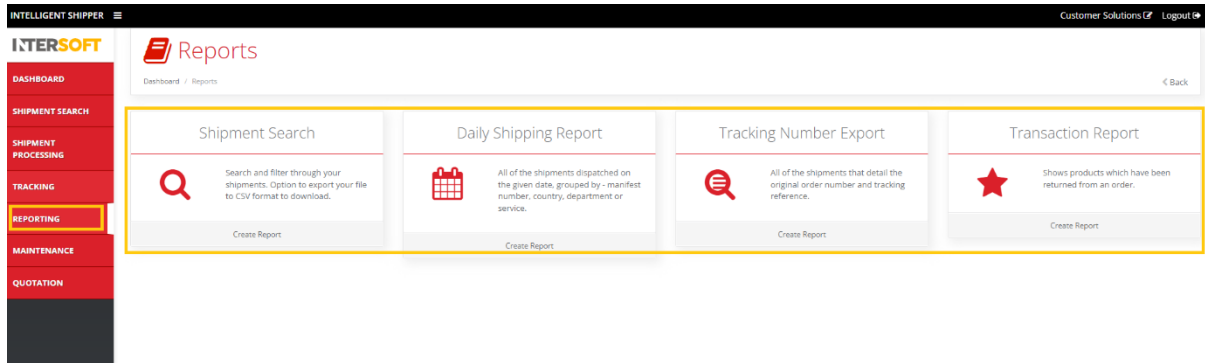 INTELLIGENT SHIPPER
Customer Solutions Logout
INTERSOFT
Reports
Dashboard / Reports
Back
DASHBOARD
SHIPMENT SEARCH
SHIPMENT
PROCESSING
TRACKING
REPORTING
MAINTENANCE
QUOTATION
Shipment Search
Search and filter through your
shipments. Option to export your file
to CSV format to download.
Create Report
Daily Shipping Report
All of the shipments dispatched on
the given date, grouped by - manifest
number, country, department or
service.
Create Report
Tracking Number Export
All of the shipments that detail the
original order number and tracking
reference.
Create Report
Transaction Report
Shows products which have been
returned from an order.
Create Report